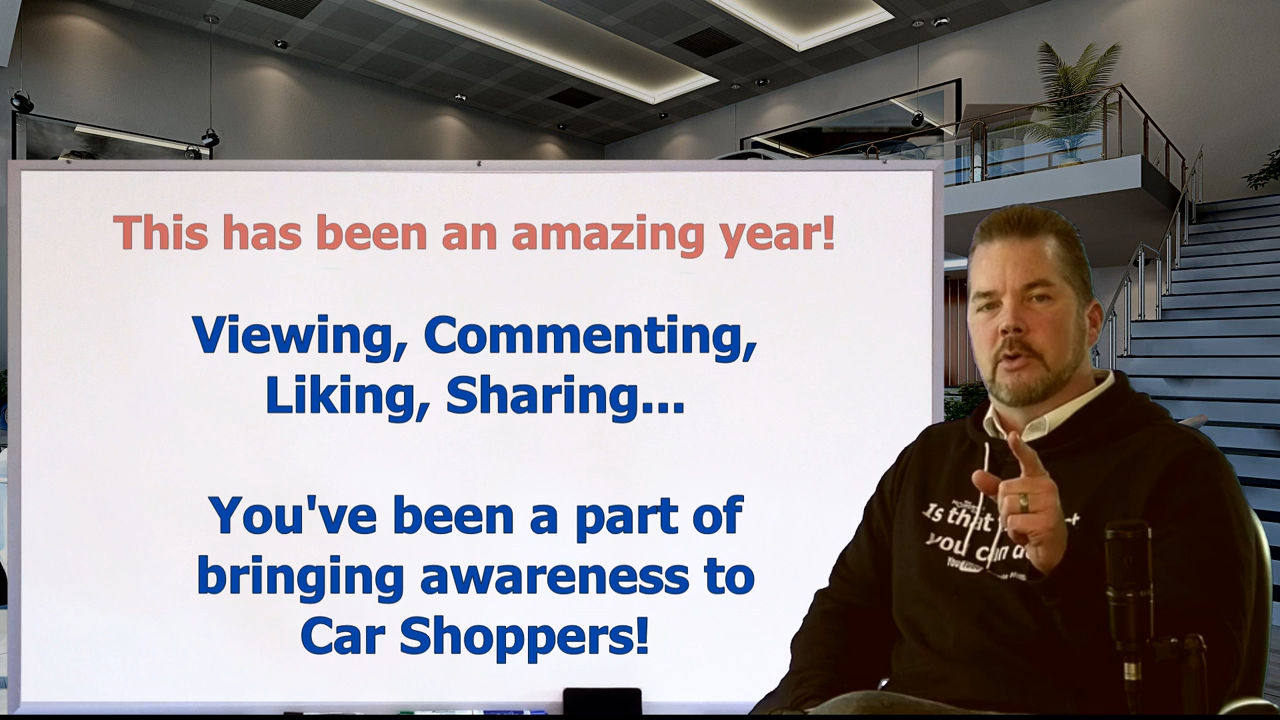 This has been an amazing year!
Viewing, Commenting,
Liking, Sharing...
You've been a part of
bringing awareness to
Car Shoppers!
Is that
you can do